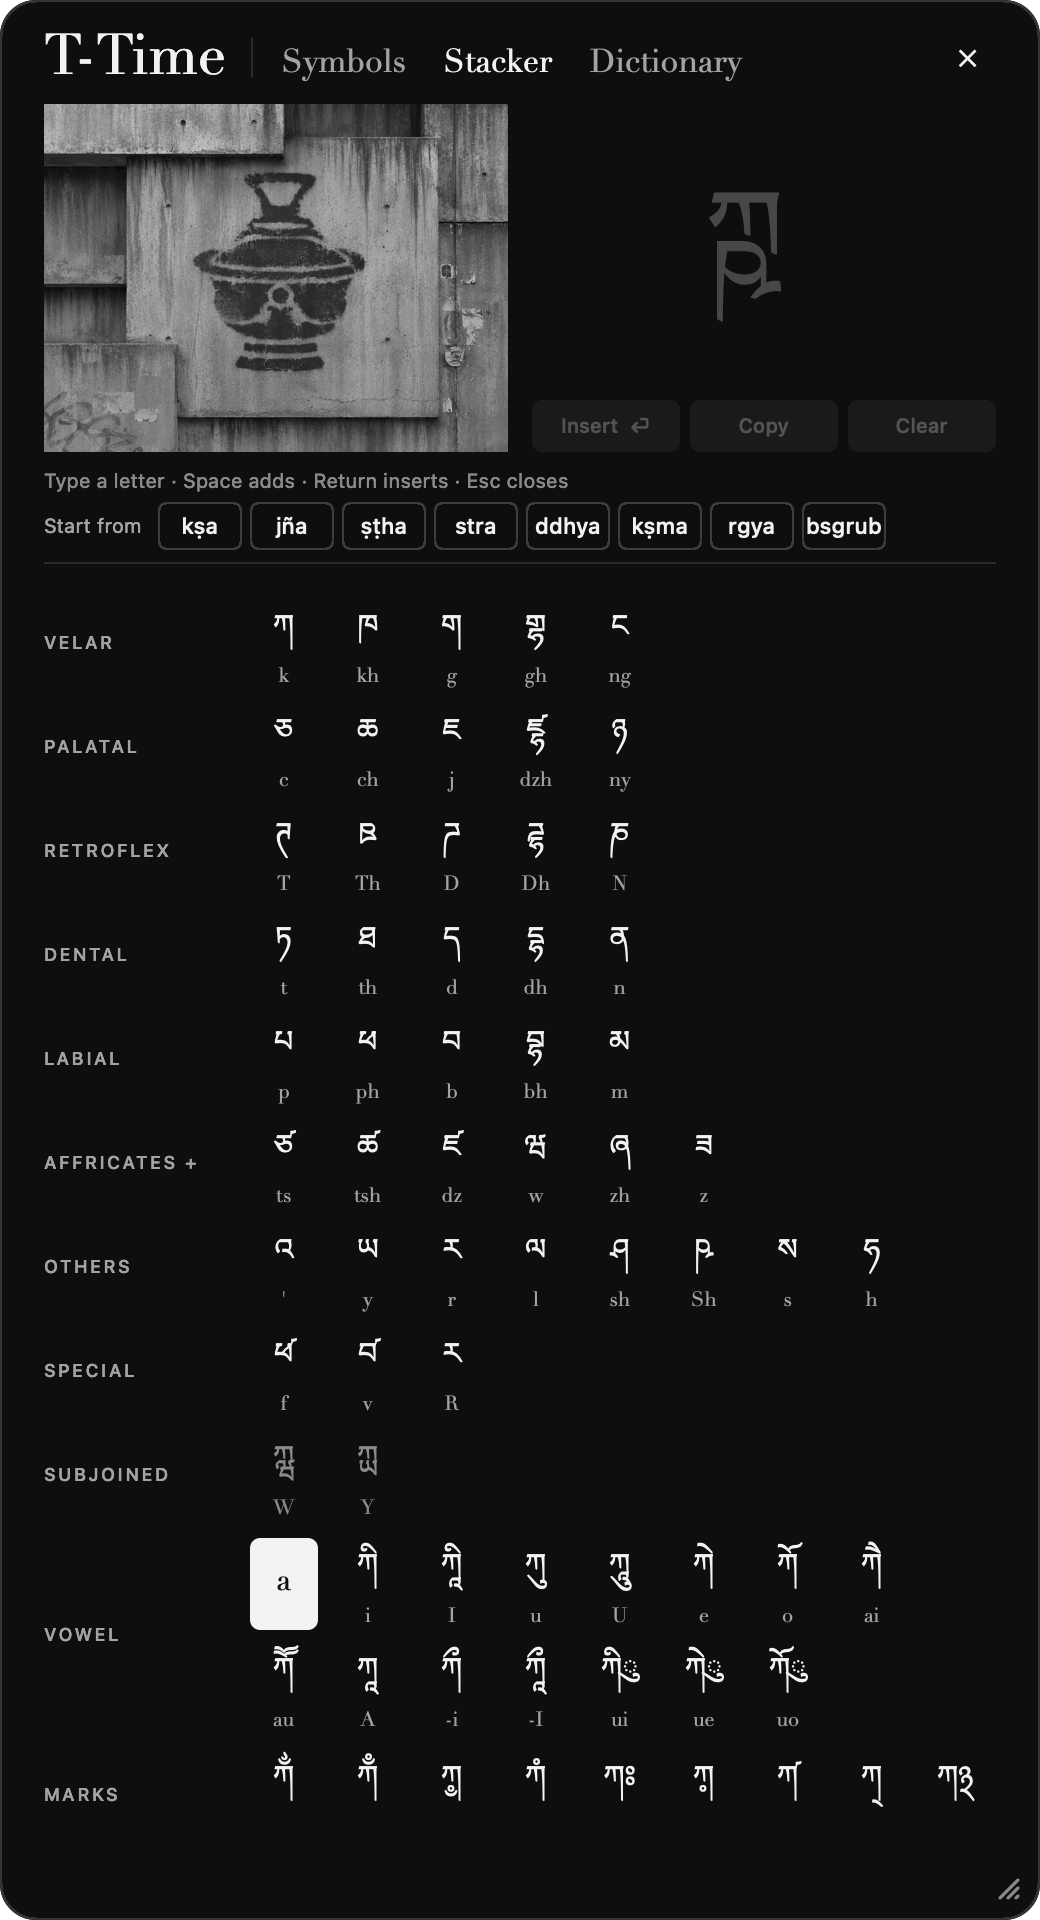 T-Time Symbols Stacker Dictionary
ཀྵ
Insert Copy Clear
Type a letter · Space adds · Return inserts · Esc closes
Start from kṣa jña ṣṭha stra ddhya kṣma rgya bsgrub
VELAR
ཀ ཁ ག གྷ ང
k kh g gh ng
PALATAL
ཅ ཆ ཇ ཛྷ ཉ
c ch j dzh ny
RETROFLEX
ཊ ཋ ཌ ཌྷ ཎ
T Th D Dh N
DENTAL
ཏ ཐ ད དྷ ན
t th d dh n
LABIAL
པ ཕ བ བྷ མ
p ph b bh m
AFFRICATES +
ཙ ཚ ཛ ཝ ཞ ཟ
ts tsh dz w zh z
OTHERS
འ ཡ ར ལ ཤ ཥ ས ཧ
' y r l sh Sh s h
SPECIAL
ཕ༹ བ༹ ཪ
f v R
SUBJOINED
ཀྺ ཀྻ
W Y
VOWEL
a ཀི ཀཱི ཀུ ཀཱུ ཀེ ཀོ ཀཻ
i I u U e o ai
ཀཽ ཀཱ ཀྀ ཀཱྀ ཀིུ ཀེུ ཀོུ
au A -i -I ui ue uo
MARKS
ཀྂ ཀྃ ཀ༷ ཀཾ ཀཿ ཀ༵ ཀ༹ ཀ྄ ཀ྅